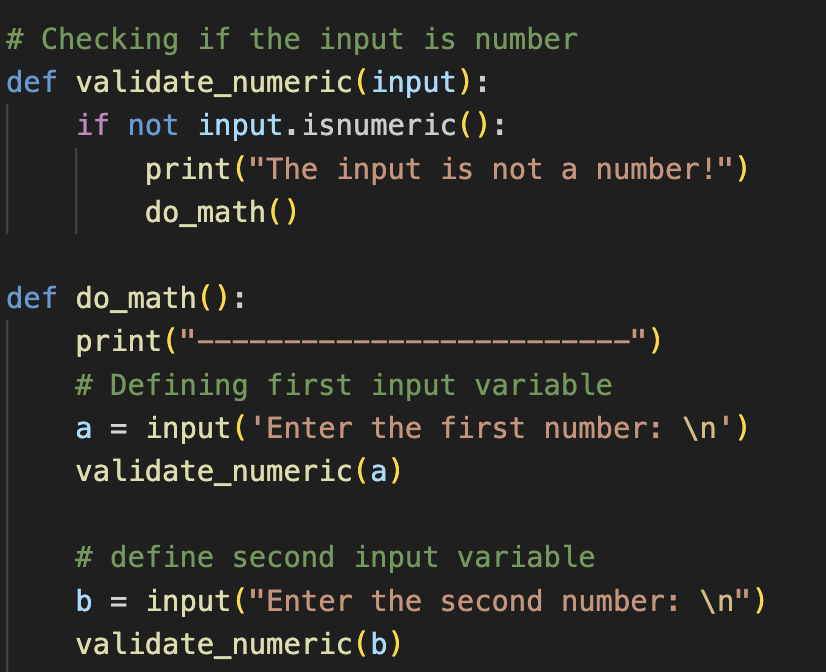 # Checking if the input is number
def validate_numeric(input):
    if not input.isnumeric():
        print("The input is not a number!")
        do_math()

def do_math():
    print("-------------------------")
    # Defining first input variable
    a = input('Enter the first number: \n')
    validate_numeric(a)

    # define second input variable
    b = input("Enter the second number: \n")
    validate_numeric(b)